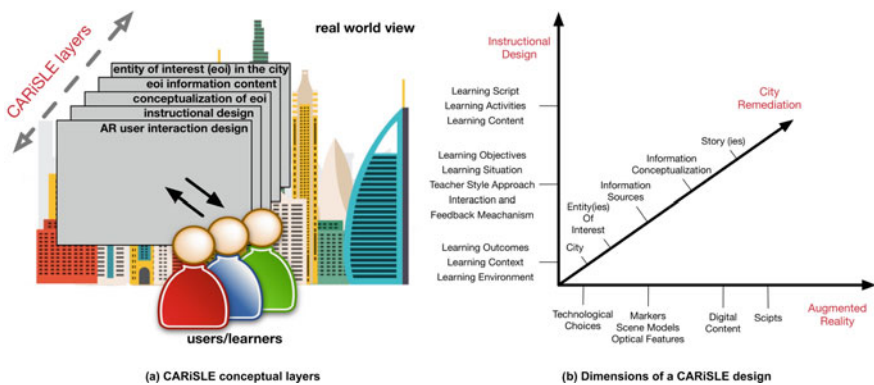 CARiSLE layers
real world view
entity of interest (eoi) in the city
eoi information content
conceptualization of eoi
instructional design
AR user interaction design
users/learners
(a) CARiSLE conceptual layers
Instructional
Design
Learning Script
Learning Activities
Learning Content
Learning Objectives
Learning Situation
Teacher Style Approach
Interaction and
Feedback Meachanism
Learning Outcomes
Learning Context
Learning Environment
City
Remediation
Story (ies)
Information
Conceptualization
Information
Sources
Entity(ies)
Of
Interest
City
Technological
Choices
Markers
Scene Models
Optical Features
Digital
Content
Scipts
Augmented
Reality
(b) Dimensions of a CARiSLE design